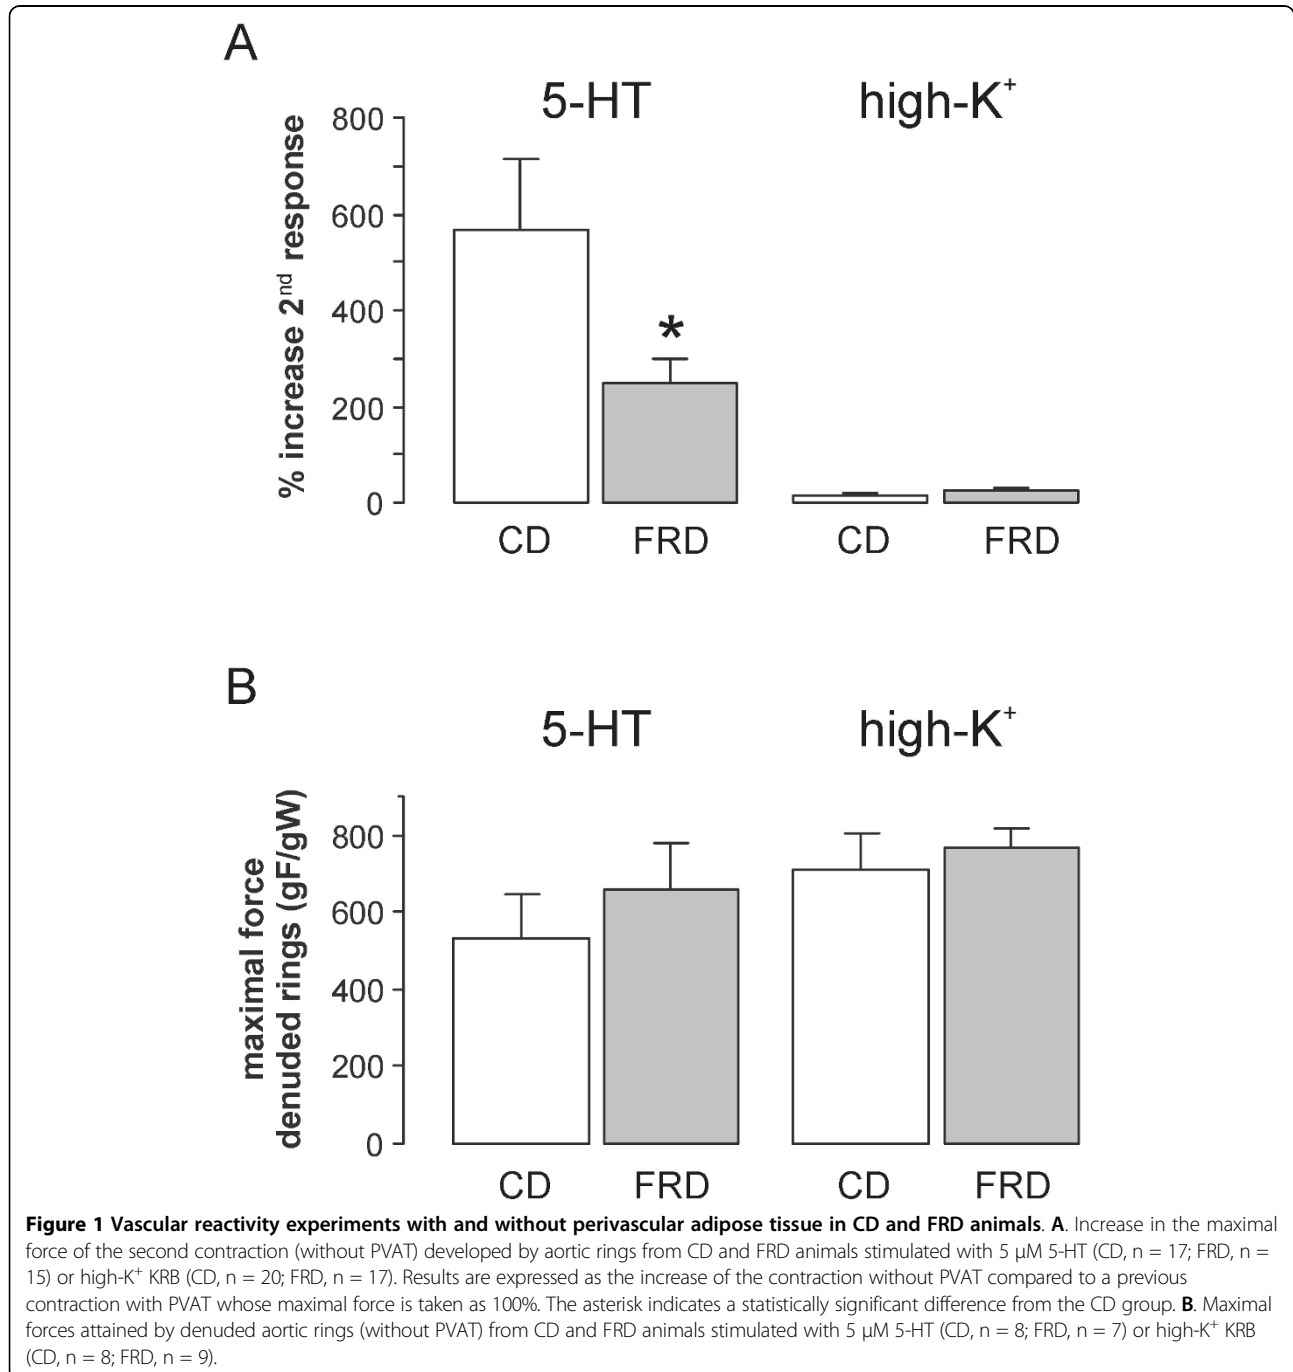 A
5-HT high-K⁺
% increase 2ⁿᵈ response
800
600
400
200
0
*
CD FRD CD FRD
B
5-HT high-K⁺
maximal force
denuded rings (gF/gW)
800
600
400
200
0
CD FRD CD FRD
Figure 1 Vascular reactivity experiments with and without perivascular adipose tissue in CD and FRD animals. A. Increase in the maximal
force of the second contraction (without PVAT) developed by aortic rings from CD and FRD animals stimulated with 5 μM 5-HT (CD, n = 17; FRD, n =
15) or high-K⁺ KRB (CD, n = 20; FRD, n = 17). Results are expressed as the increase of the contraction without PVAT compared to a previous
contraction with PVAT whose maximal force is taken as 100%. The asterisk indicates a statistically significant difference from the CD group. B. Maximal
forces attained by denuded aortic rings (without PVAT) from CD and FRD animals stimulated with 5 μM 5-HT (CD, n = 8; FRD, n = 7) or high-K⁺ KRB
(CD, n = 8; FRD, n = 9).